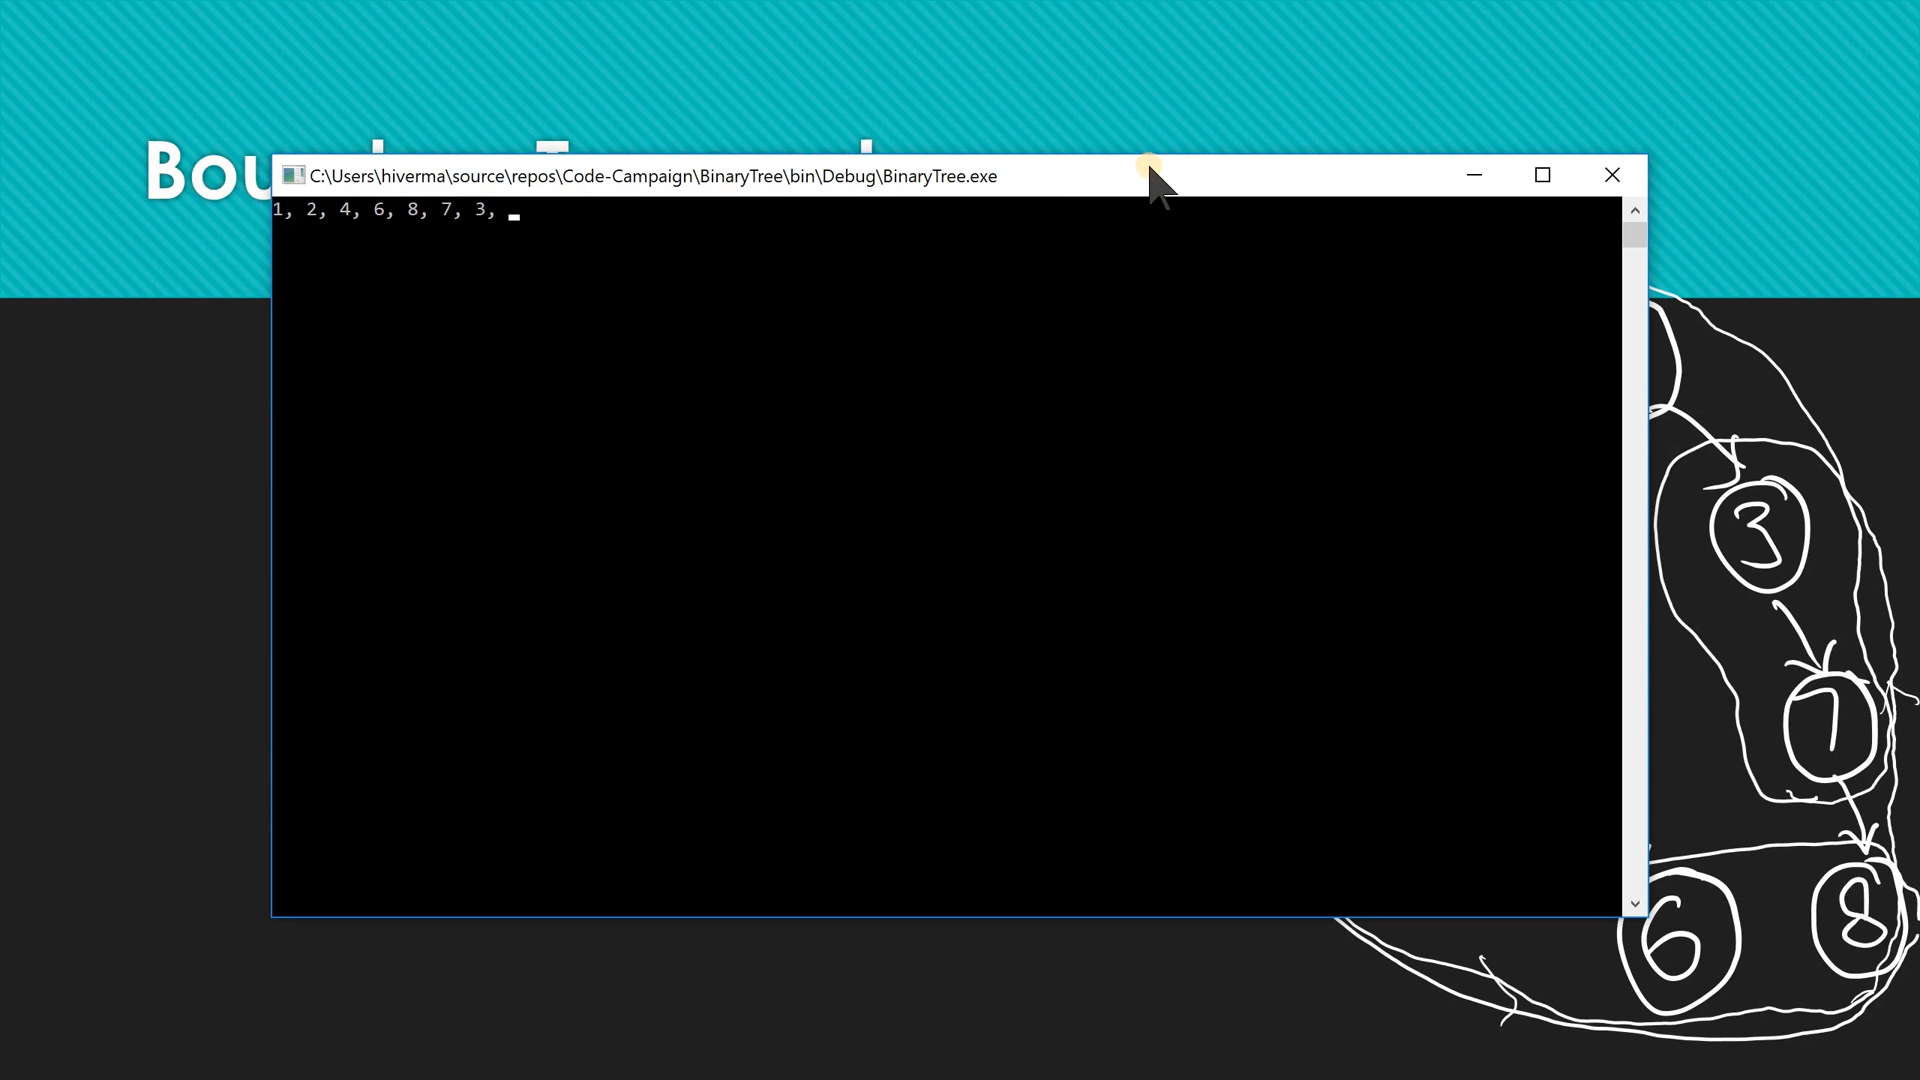 Bou
C:\Users\hiverma\source\repos\Code-Campaign\BinaryTree\bin\Debug\BinaryTree.exe
1, 2, 4, 6, 8, 7, 3,
3
7
6
8